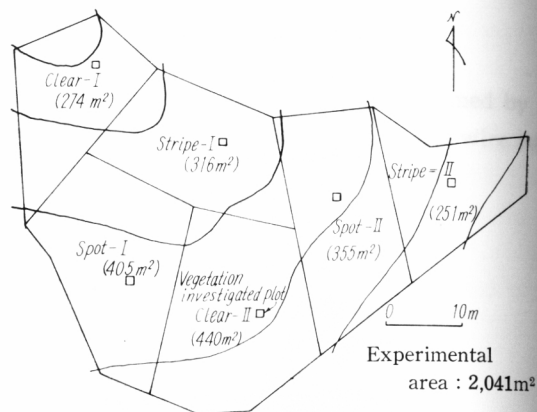 N
Clear-I
(274 m²)
Stripe-I
(316m²)
Stripe-II
(251m²)
Spot-II
(355m²)
Spot-I
(405m²)
Vegetation
investigated plot
Clear-II
(440m²)
0 10m
Experimental
area : 2,041m²